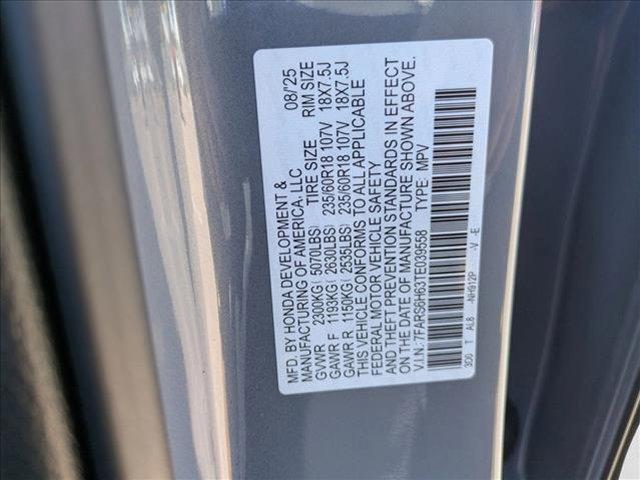 MFD. BY HONDA DEVELOPMENT & 08/'25
MANUFACTURING OF AMERICA, LLC
TIRE SIZE RIM SIZE
GVWR 2300KG( 5070LBS)
GAWR F 1193KG( 2630LBS) 235/60R18 107V 18X7.5J
GAWR R 1150KG( 2535LBS) 235/60R18 107V 18X7.5J
THIS VEHICLE CONFORMS TO ALL APPLICABLE
FEDERAL MOTOR VEHICLE SAFETY
AND THEFT PREVENTION STANDARDS IN EFFECT
ON THE DATE OF MANUFACTURE SHOWN ABOVE.
V.I.N.: 7FARS6H63TE039558 TYPE: MPV
3D0 T AL8 -NH912P -V -E